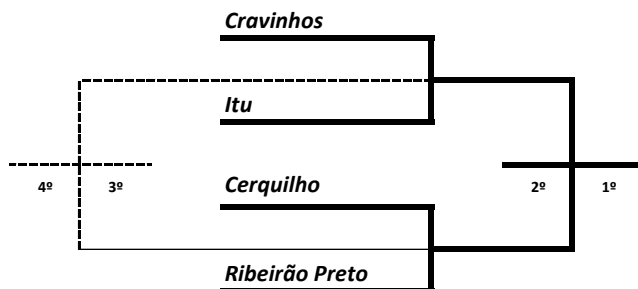 Cravinhos
Itu
Cerquilho
4º 3º 2º 1º
Ribeirão Preto